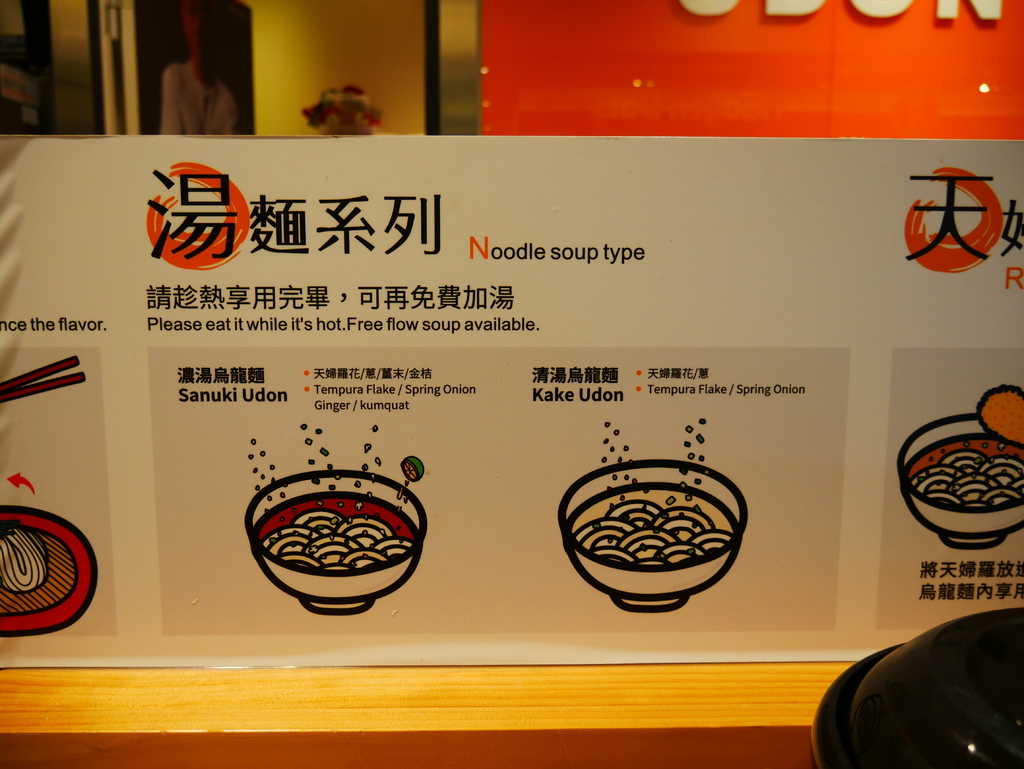 UDON
湯麵系列
Noodle soup type
請趁熱享用完畢，可再免費加湯
Please eat it while it's hot.Free flow soup available.
nce the flavor.
濃湯烏龍麵
Sanuki Udon
• 天婦羅花/蔥/薑末/金桔
• Tempura Flake / Spring Onion
Ginger / kumquat
清湯烏龍麵
Kake Udon
• 天婦羅花/蔥
• Tempura Flake / Spring Onion
天婦
R
將天婦羅放進
烏龍麵內享用